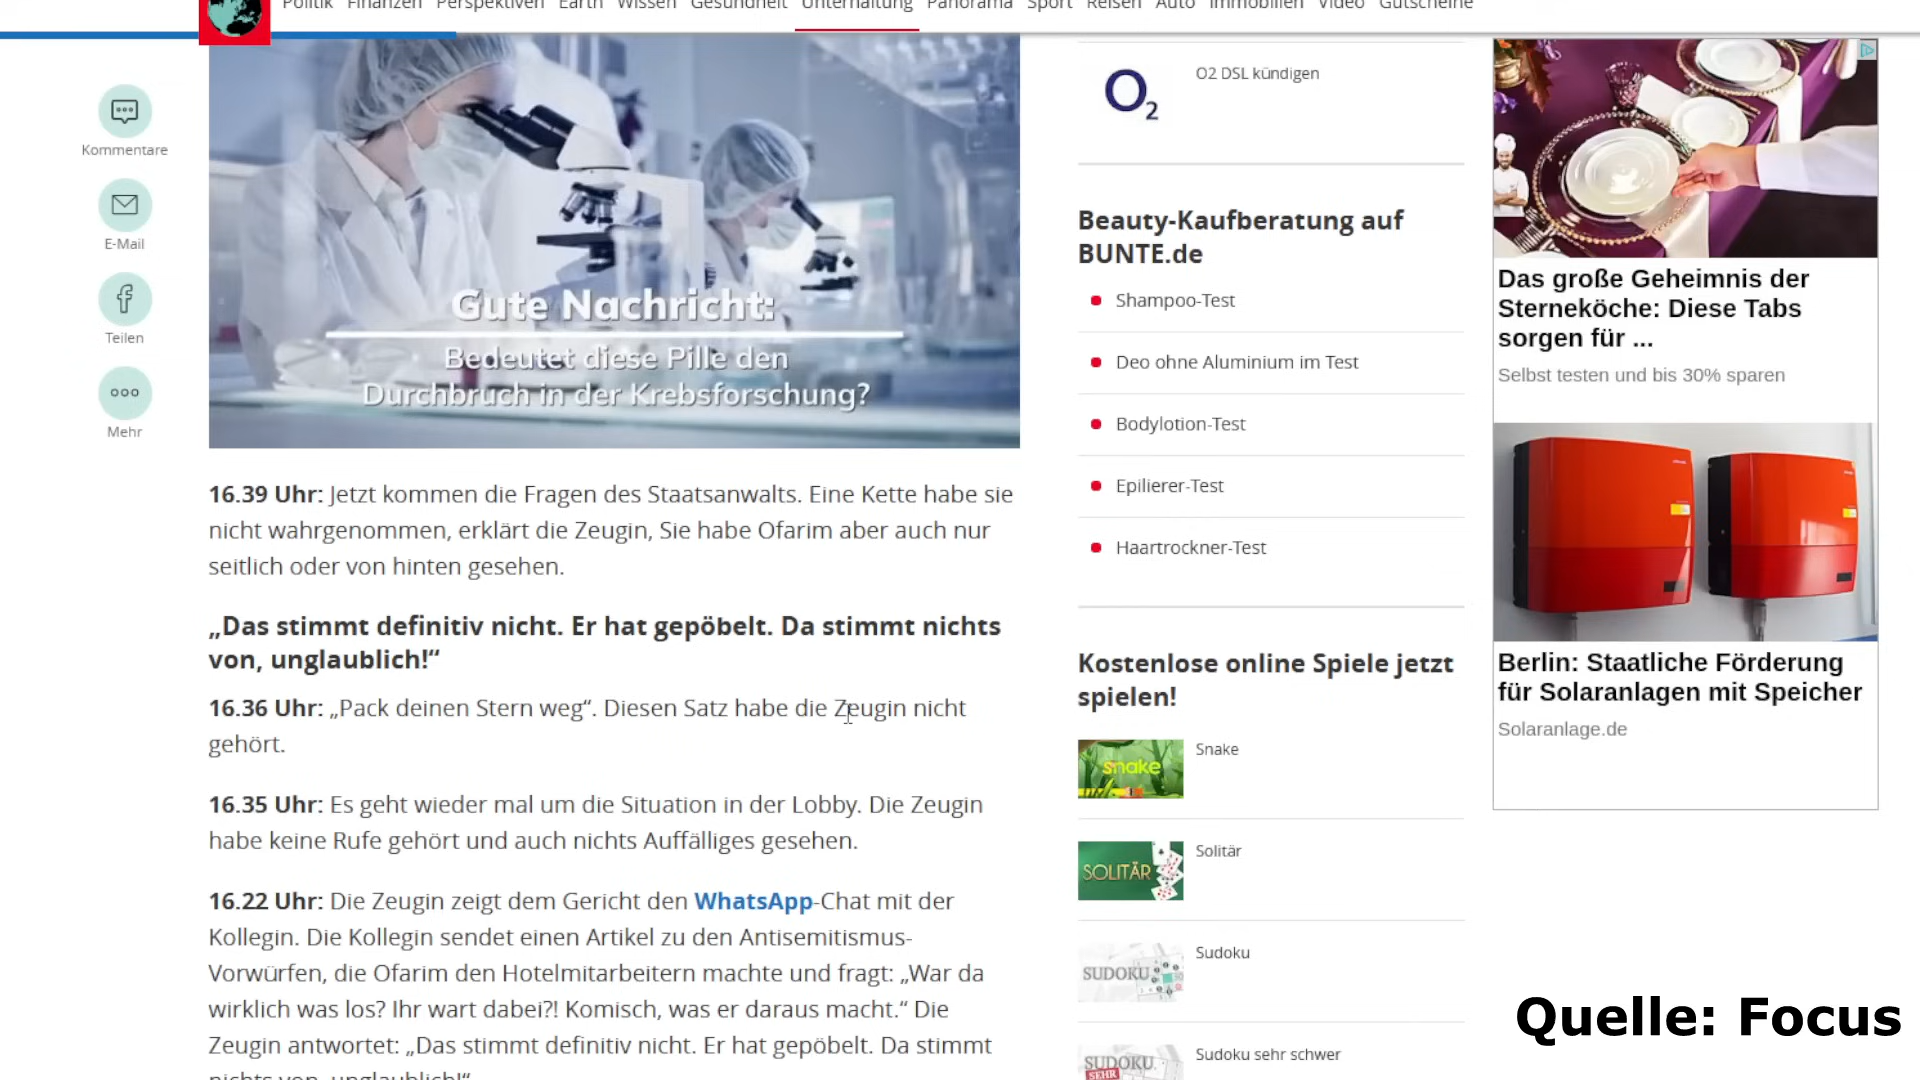 Politik Finanzen Perspektiven Earth Wissen Gesundheit Unterhaltung Panorama Sport Reisen Auto Immobilien Video Gutscheine
Kommentare
E-Mail
Teilen
Mehr
Gute Nachricht:
Bedeutet diese Pille den
Durchbruch in der Krebsforschung?
16.39 Uhr: Jetzt kommen die Fragen des Staatsanwalts. Eine Kette habe sie
nicht wahrgenommen, erklärt die Zeugin, Sie habe Ofarim aber auch nur
seitlich oder von hinten gesehen.
„Das stimmt definitiv nicht. Er hat gepöbelt. Da stimmt nichts
von, unglaublich!“
16.36 Uhr: „Pack deinen Stern weg“. Diesen Satz habe die Zeugin nicht
gehört.
16.35 Uhr: Es geht wieder mal um die Situation in der Lobby. Die Zeugin
habe keine Rufe gehört und auch nichts Auffälliges gesehen.
16.22 Uhr: Die Zeugin zeigt dem Gericht den WhatsApp-Chat mit der
Kollegin. Die Kollegin sendet einen Artikel zu den Antisemitismus-
Vorwürfen, die Ofarim den Hotelmitarbeitern machte und fragt: „War da
wirklich was los? Ihr wart dabei?! Komisch, was er daraus macht.“ Die
Zeugin antwortet: „Das stimmt definitiv nicht. Er hat gepöbelt. Da stimmt
nichts von, unglaublich!“
O2
O2 DSL kündigen
Beauty-Kaufberatung auf
BUNTE.de
Shampoo-Test
Deo ohne Aluminium im Test
Bodylotion-Test
Epilierer-Test
Haartrockner-Test
Kostenlose online Spiele jetzt
spielen!
snake
Snake
SOLITÄR
Solitär
SUDOKU
Sudoku
SUDOKU
SEHR
Sudoku sehr schwer
Das große Geheimnis der
Sterneköche: Diese Tabs
sorgen für ...
Selbst testen und bis 30% sparen
Berlin: Staatliche Förderung
für Solaranlagen mit Speicher
Solaranlage.de
Quelle: Focus